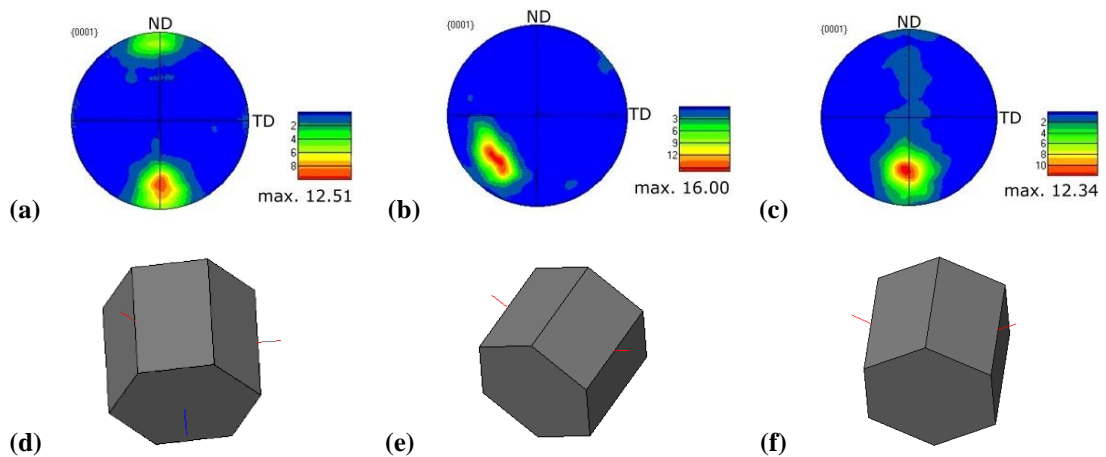 {0001} ND
TD
2
4
6
8
max. 12.51
(a)
{0001} ND
TD
3
6
9
12
max. 16.00
(b)
{0001} ND
TD
2
4
6
8
10
max. 12.34
(c)
(d)
(e)
(f)